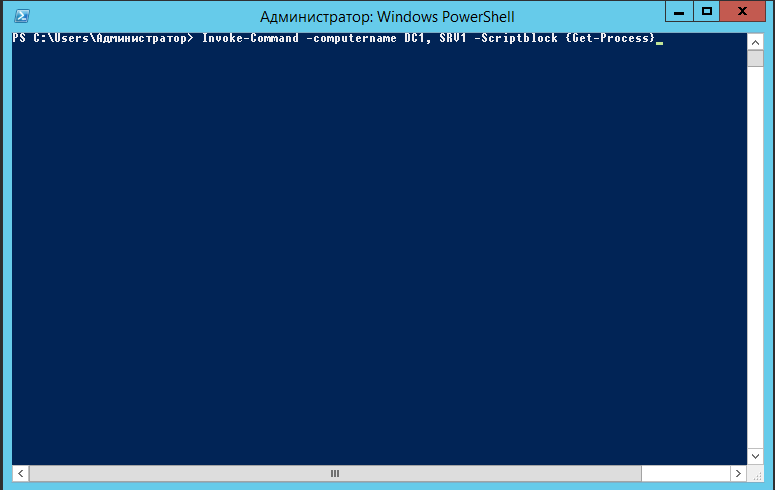 Администратор: Windows PowerShell
PS C:\Users\Администратор> Invoke-Command -computername DC1, SRV1 -Scriptblock {Get-Process}